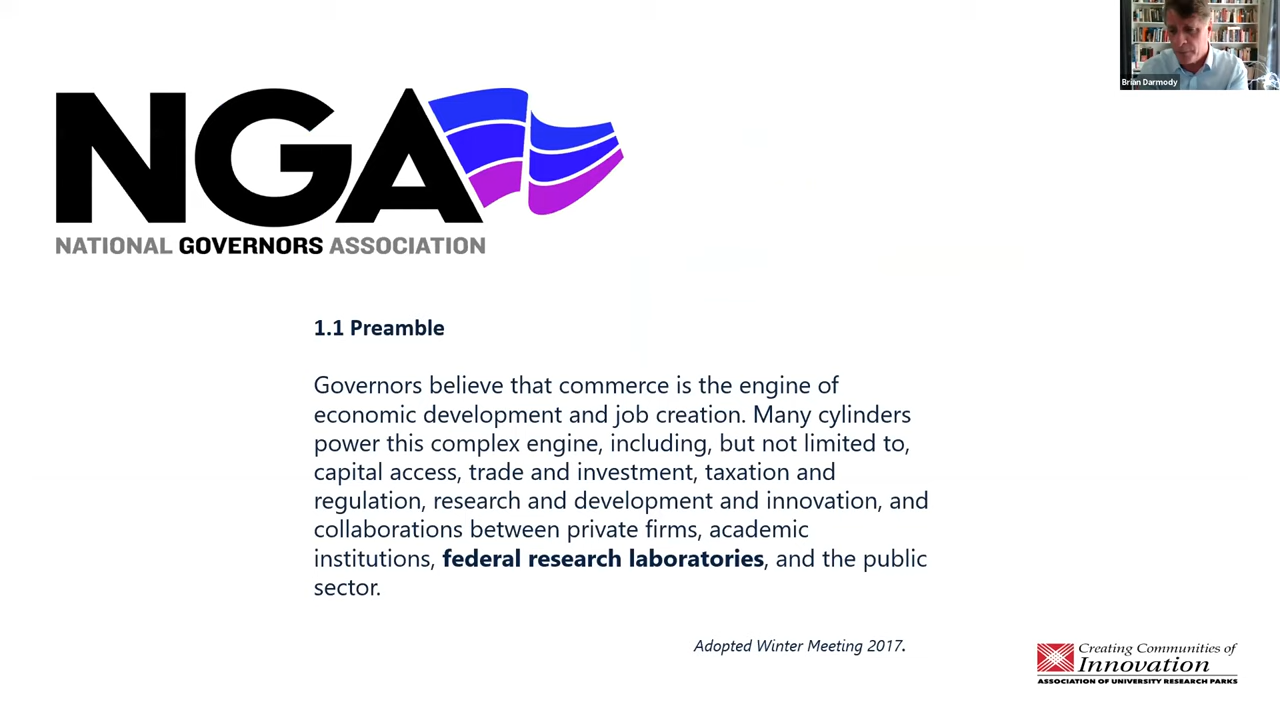 Brian Darmody
NGA
NATIONAL GOVERNORS ASSOCIATION
1.1 Preamble
Governors believe that commerce is the engine of
economic development and job creation. Many cylinders
power this complex engine, including, but not limited to,
capital access, trade and investment, taxation and
regulation, research and development and innovation, and
collaborations between private firms, academic
institutions, federal research laboratories, and the public
sector.
Adopted Winter Meeting 2017.
Creating Communities of
Innovation
ASSOCIATION OF UNIVERSITY RESEARCH PARKS